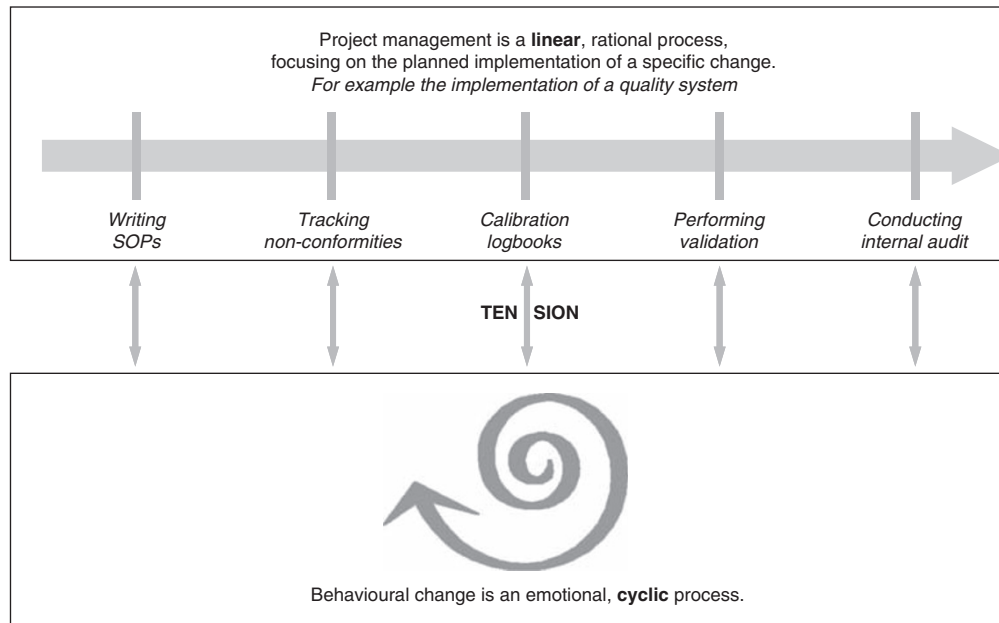 Project management is a linear, rational process,
focusing on the planned implementation of a specific change.
For example the implementation of a quality system
Writing
SOPs
Tracking
non-conformities
Calibration
logbooks
Performing
validation
Conducting
internal audit
TEN SION
Behavioural change is an emotional, cyclic process.